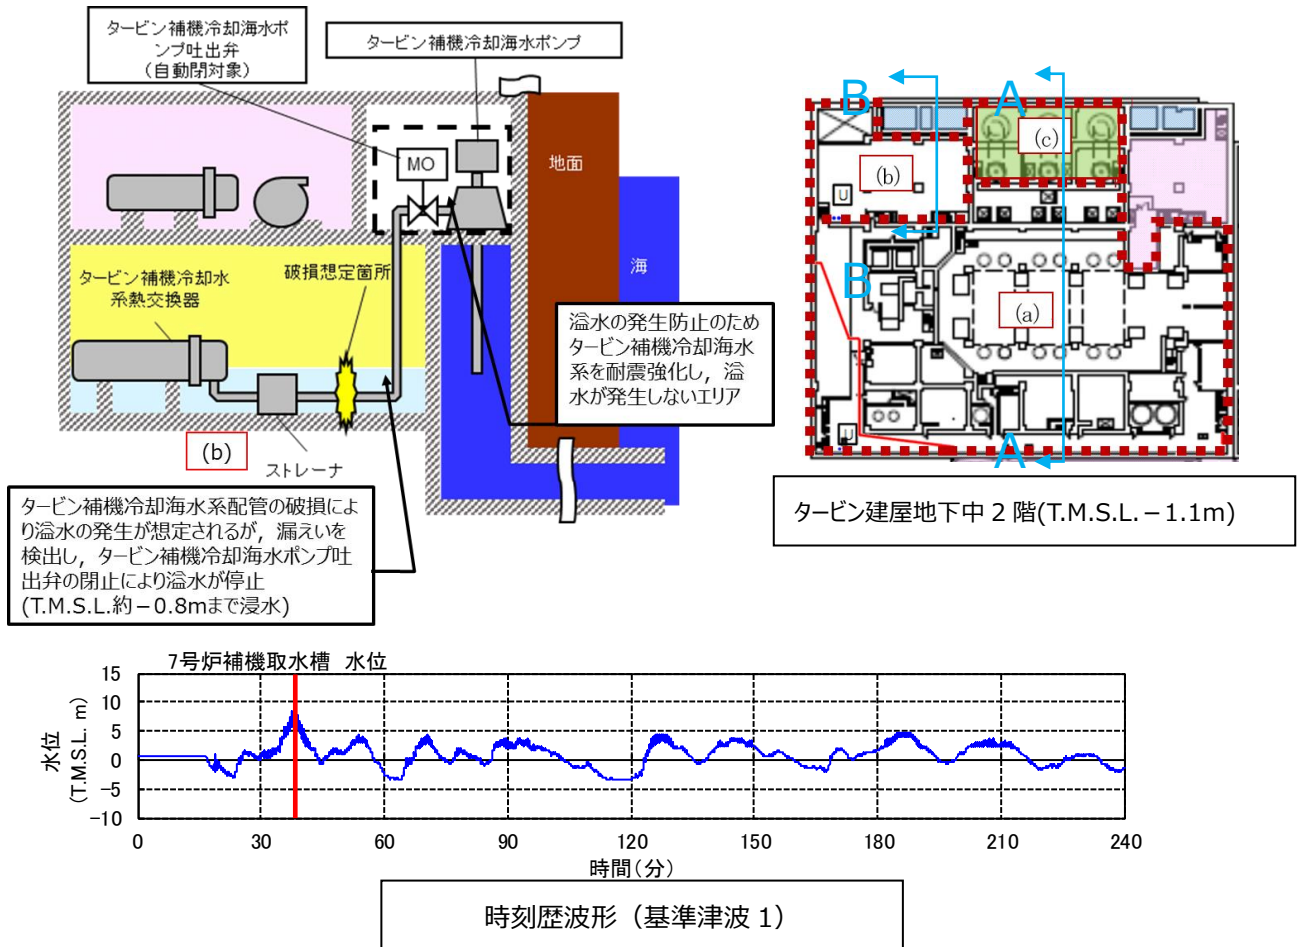 タービン補機冷却海水ポ
ンプ吐出弁
（自動閉対象）
タービン補機冷却海水ポンプ
MO
地面
海
タービン補機冷却水
系熱交換器
破損想定箇所
溢水の発生防止のため
タービン補機冷却海水
系を耐震強化し，溢
水が発生しないエリア
(b)
ストレーナ
タービン補機冷却海水系配管の破損によ
り溢水の発生が想定されるが，漏えいを
検出し，タービン補機冷却海水ポンプ吐
出弁の閉止により溢水が停止
(T.M.S.L.約－0.8mまで浸水)
B
A
(c)
(b)
U
B
(a)
U
A
タービン建屋地下中 2 階(T.M.S.L.－1.1m)
7号炉補機取水槽 水位
水位
(T.M.S.L. m)
15
10
5
0
-5
-10
0
30
60
90
120
150
180
210
240
時間(分)
時刻歴波形（基準津波 1）